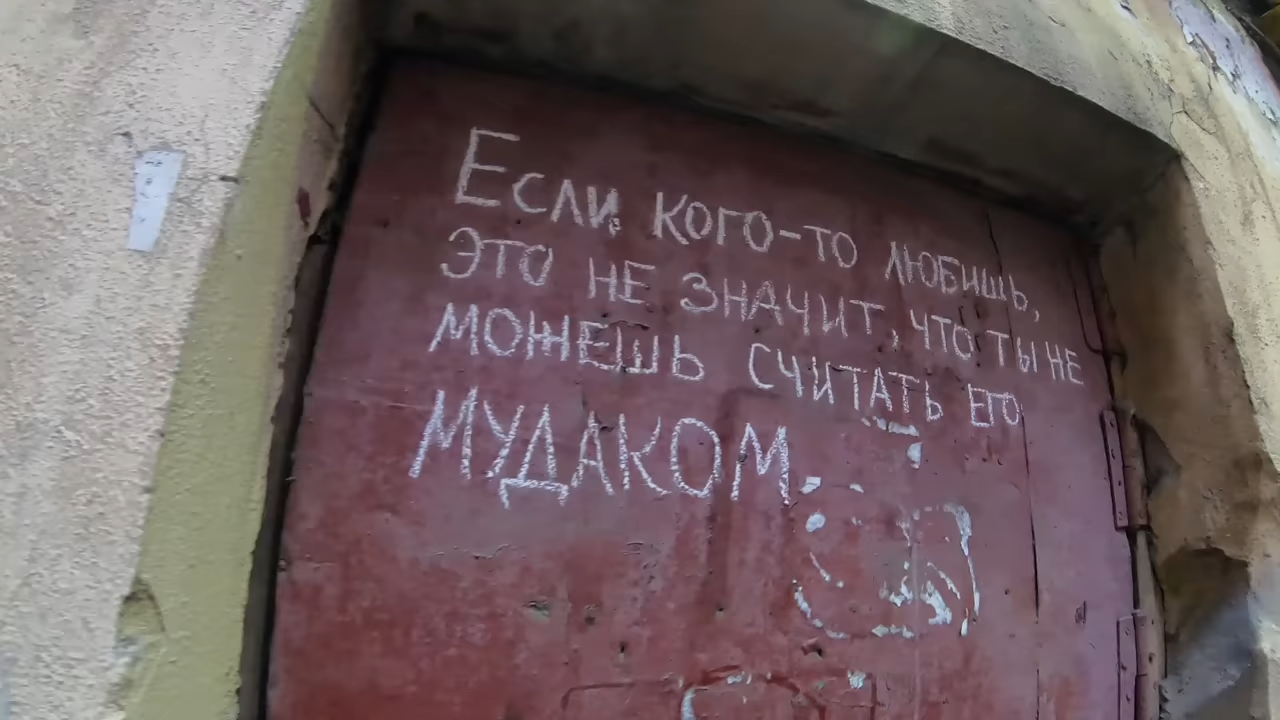 Если кого-то любишь,
это не значит, что ты не
можешь считать его
МУДАКОМ.